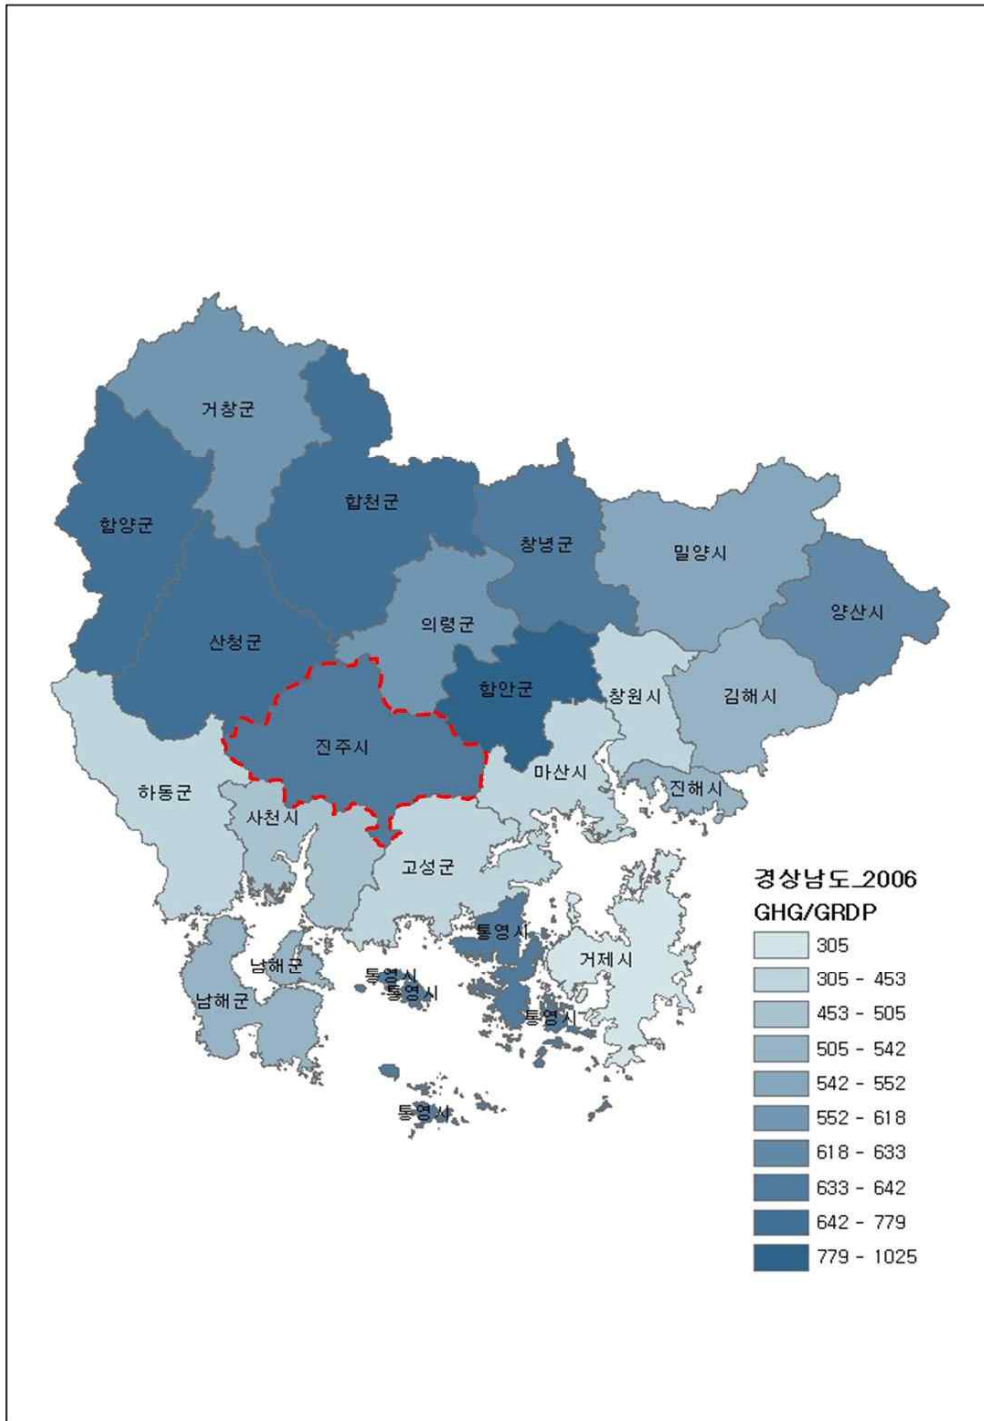 거창군
합천군
함양군
창녕군
밀양시
양산시
의령군
산청군
함안군
창원시
김해시
진주시
마산시
진해시
하동군
사천시
고성군
통영시
거제시
남해군
남해군
통영시
통영시
통영시
통영시
경상남도_2006
GHG/GRDP
305
305 - 453
453 - 505
505 - 542
542 - 552
552 - 618
618 - 633
633 - 642
642 - 779
779 - 1025